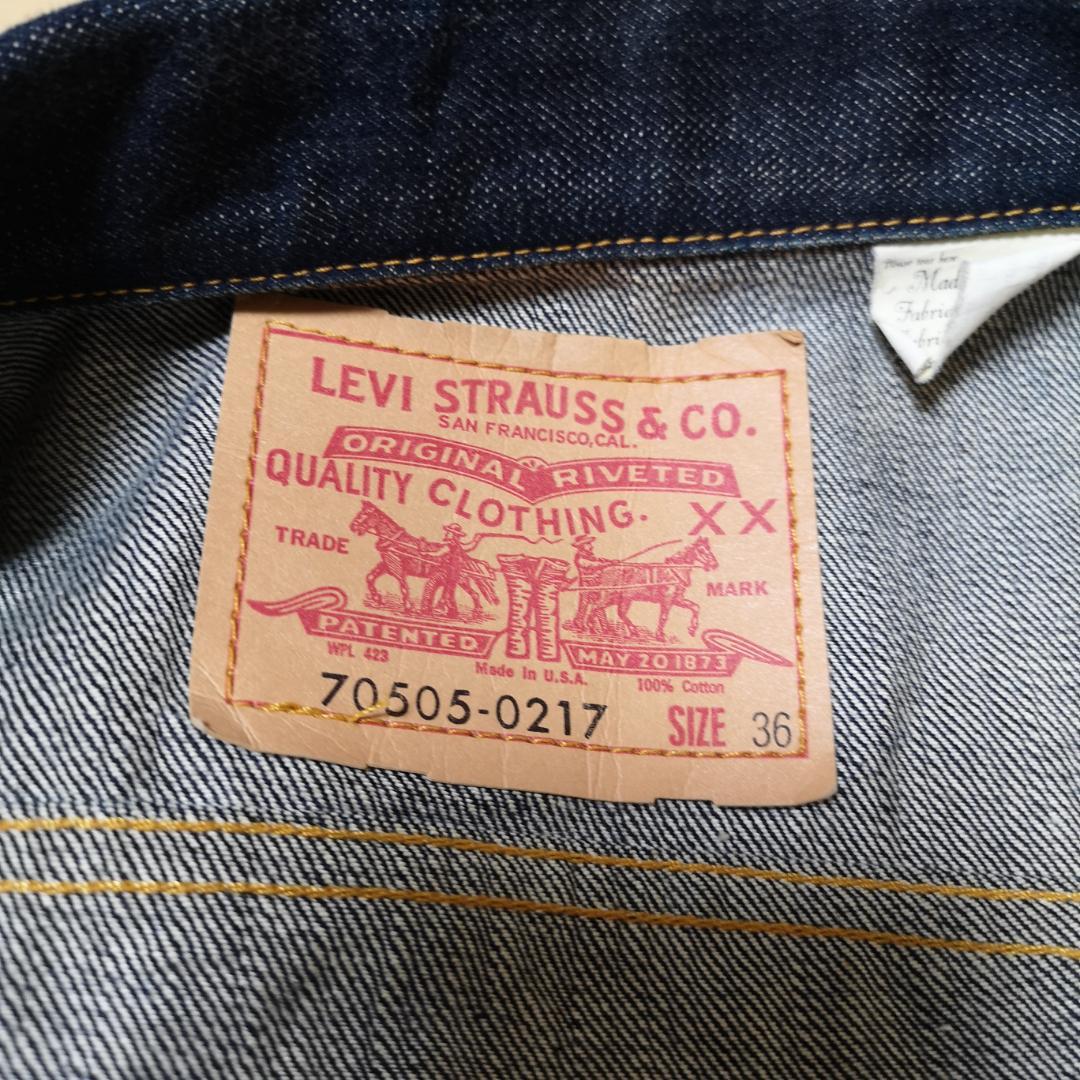 LEVI STRAUSS & CO.
SAN FRANCISCO, CAL.
ORIGINAL RIVETED
QUALITY CLOTHING. XX
TRADE MARK
PATENTED MAY 20 1873
WPL 423 Made in U.S.A. 100% Cotton
70505-0217 SIZE 36